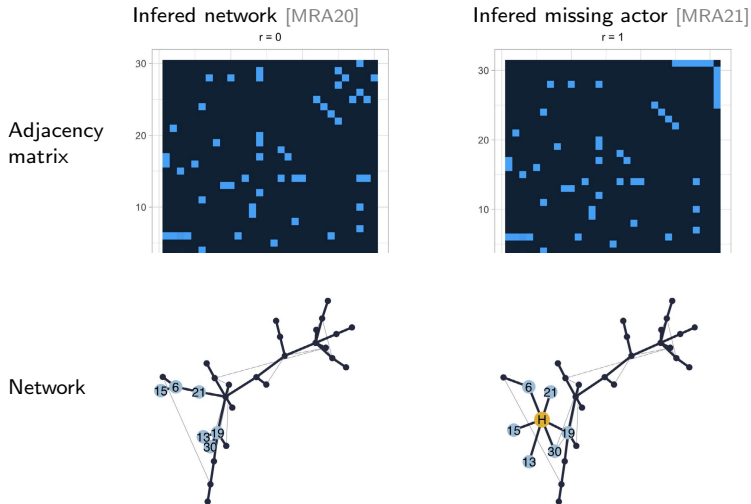 Infered network [MRA20]
Infered missing actor [MRA21]
r = 0
r = 1
Adjacency
matrix
30
20
10
30
20
10
Network
15
6
21
13
19
30
6
21
H
15
19
13
30